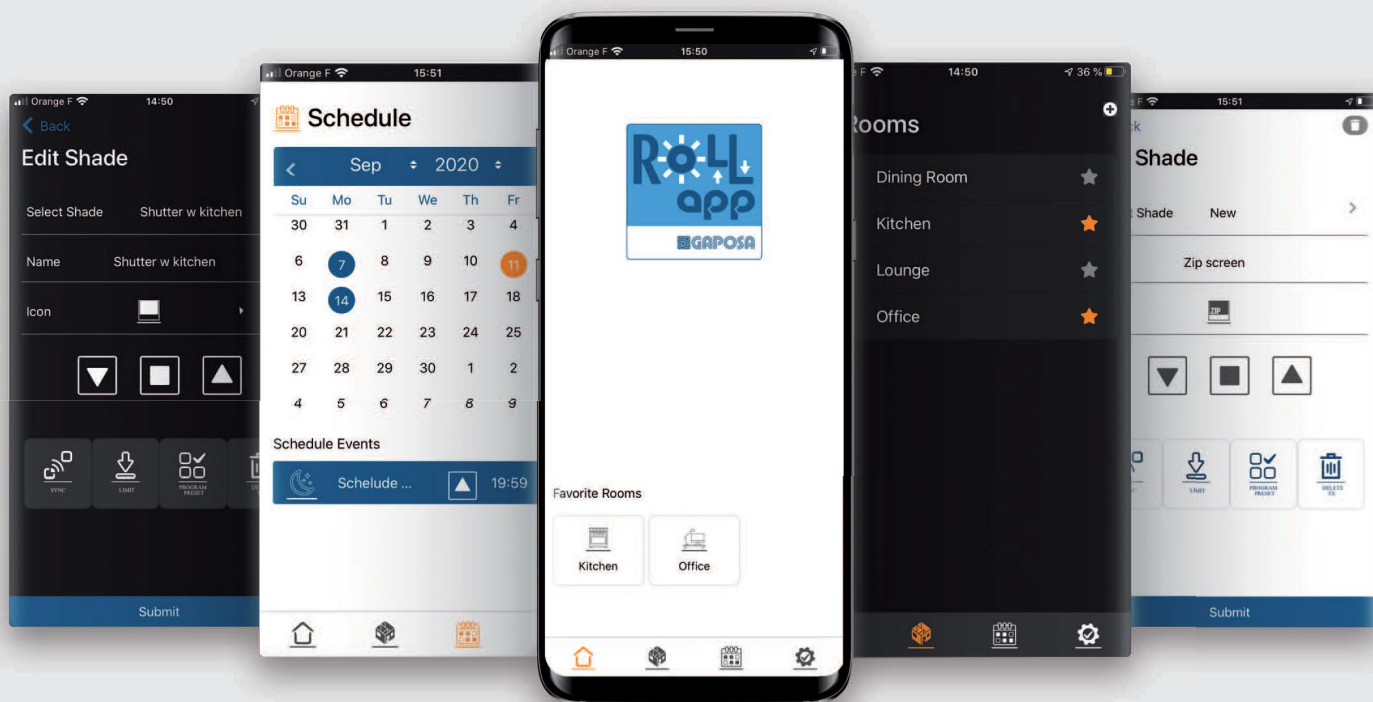 Orange F 14:50
Back
Edit Shade
Select Shade Shutter w kitchen
Name Shutter w kitchen
Icon
SYNC
LIMIT
PROGRAM PRESET
Submit
Orange F 15:51
Schedule
Sep 2020
Su Mo Tu We Th Fr
30 31 1 2 3 4
6 7 8 9 10 11
13 14 15 16 17 18
20 21 22 23 24 25
27 28 29 30 1 2
4 5 6 7 8 9
Schedule Events
Schelude ... 19:59
Orange F 15:50
ROLL
app
GAPOSA
Favorite Rooms
Kitchen Office
F 14:50 36 %
Rooms
Dining Room
Kitchen
Lounge
Office
F 15:51
Shade
Shade New
Zip screen
ZIP
LIMIT
PROGRAM PRESET
DELETE TX
Submit